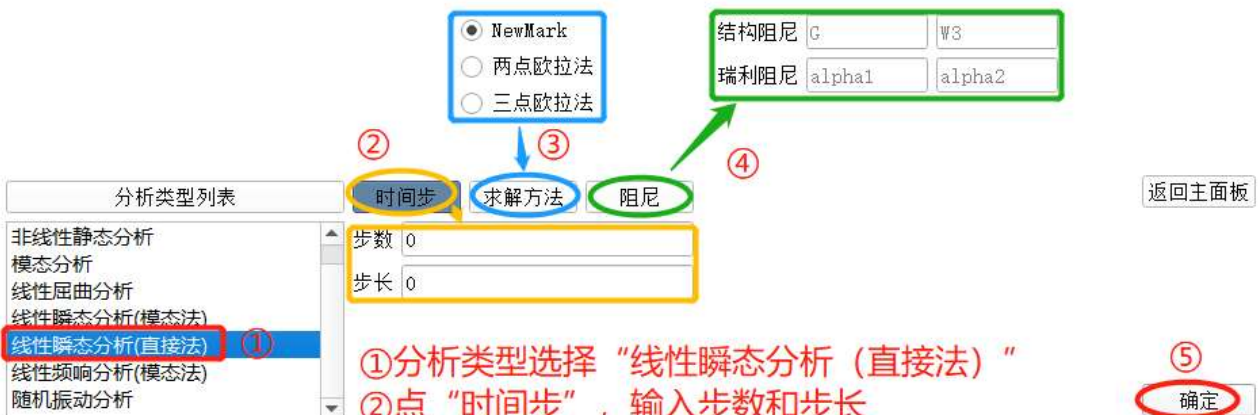 NewMark
两点欧拉法
三点欧拉法
结构阻尼 G W3
瑞利阻尼 alpha1 alpha2
② ③ ④
分析类型列表 时间步 求解方法 阻尼 返回主面板
非线性静态分析
模态分析
线性屈曲分析
线性瞬态分析(模态法)
线性瞬态分析(直接法) ①
线性频响分析(模态法)
随机振动分析
步数 0
步长 0
①分析类型选择“线性瞬态分析（直接法）”
②点“时间步”，输入步数和步长
⑤
确定